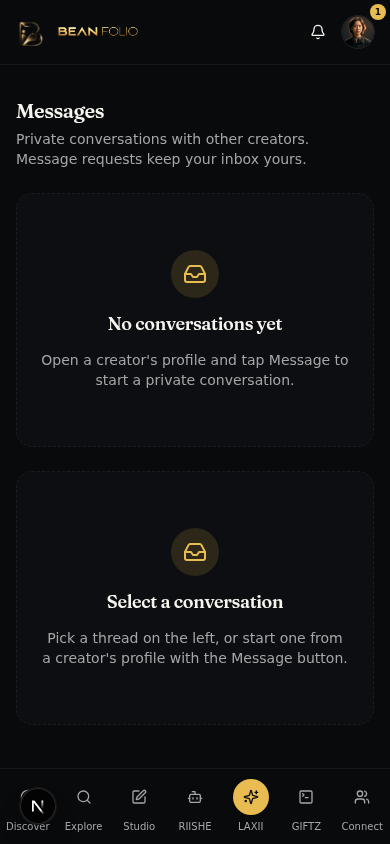 BEAN FOLIO
1
Messages
Private conversations with other creators.
Message requests keep your inbox yours.
No conversations yet
Open a creator's profile and tap Message to
start a private conversation.
Select a conversation
Pick a thread on the left, or start one from
a creator's profile with the Message button.
N
Discover Explore Studio RIISHE LAXII GIFTZ Connect